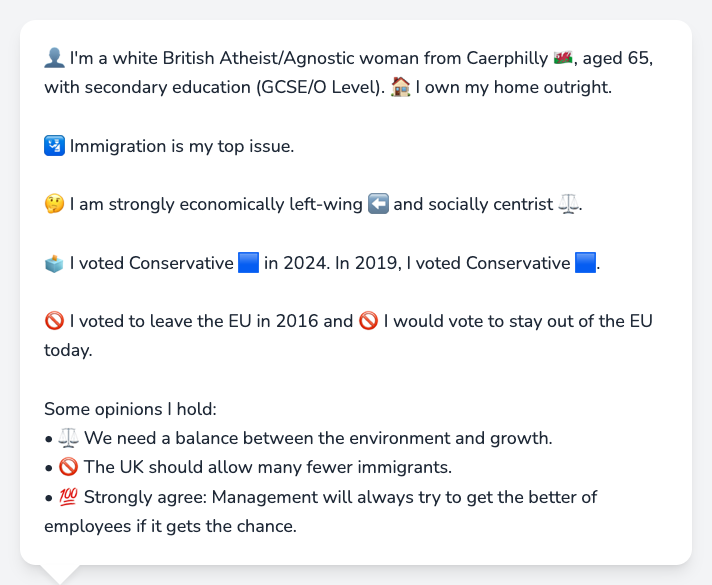 👤 I'm a white British Atheist/Agnostic woman from Caerphilly 🏴󠁧󠁢󠁷󠁬󠁳󠁿, aged 65,
with secondary education (GCSE/O Level). 🏠 I own my home outright.
🛂 Immigration is my top issue.
🤔 I am strongly economically left-wing ⬅️ and socially centrist ⚖️.
🗳️ I voted Conservative 🟦 in 2024. In 2019, I voted Conservative 🟦.
🚫 I voted to leave the EU in 2016 and 🚫 I would vote to stay out of the EU
today.
Some opinions I hold:
• ⚖️ We need a balance between the environment and growth.
• 🚫 The UK should allow many fewer immigrants.
• 💯 Strongly agree: Management will always try to get the better of
employees if it gets the chance.